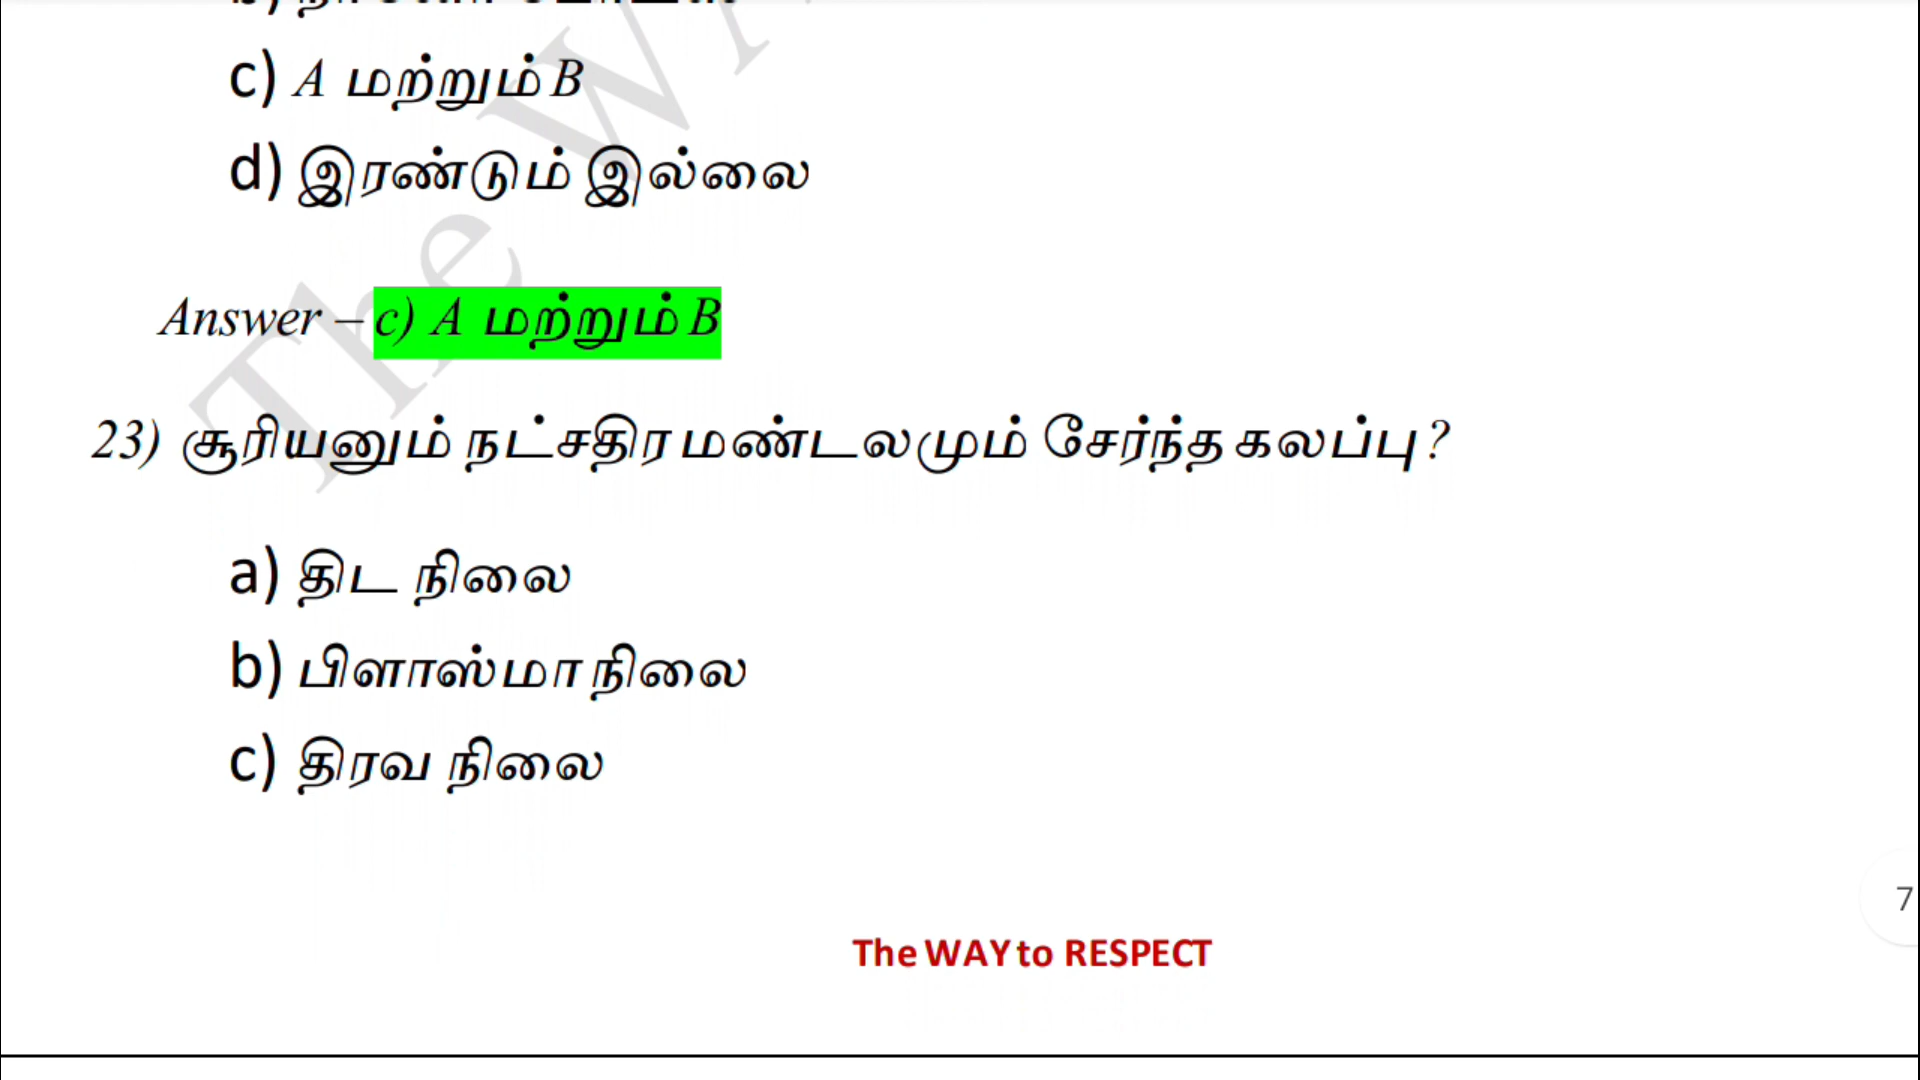 c) A மற்றும் B
d) இரண்டும் இல்லை
Answer – c) A மற்றும் B
23) சூரியனும் நட்சதிர மண்டலமும் சேர்ந்த கலப்பு ?
a) திட நிலை
b) பிளாஸ்மா நிலை
c) திரவ நிலை
7
The WAY to RESPECT